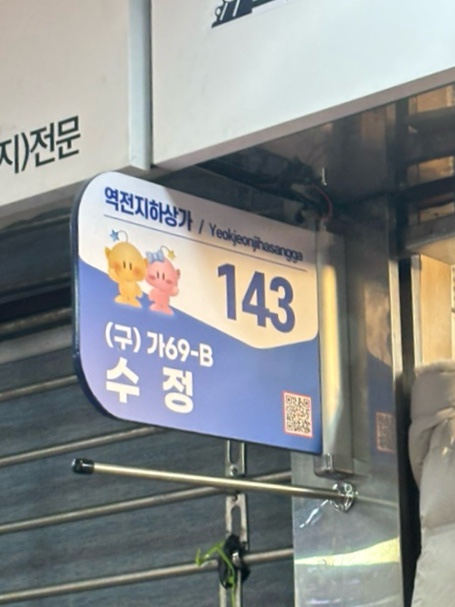 지)전문
역전지하상가 / Yeokjeonjihasangga
143
(구) 가69-B
수 정